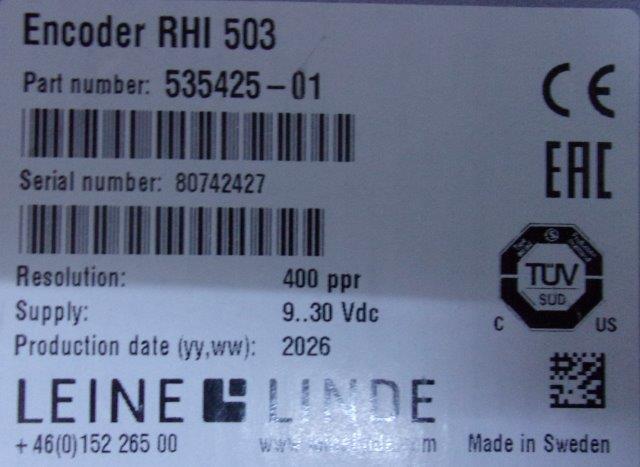 Encoder RHI 503
Part number: 535425-01
CE
EAC
Serial number: 80742427
Resolution: 400 ppr
Supply: 9..30 Vdc
Production date (yy,ww): 2026
TÜV
SÜD
C US
LEINE LINDE
+46(0)152 265 00
Made in Sweden